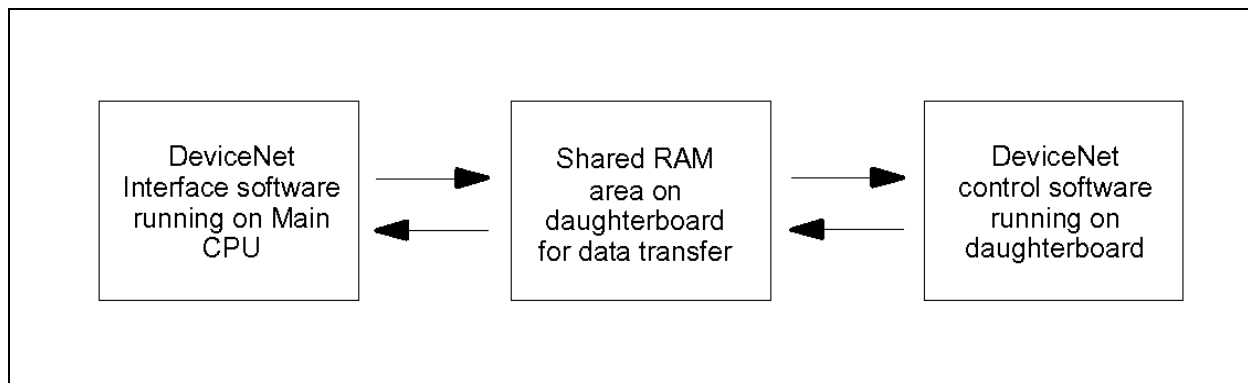 DeviceNet
Interface software
running on Main
CPU
Shared RAM
area on
daughterboard
for data transfer
DeviceNet
control software
running on
daughterboard